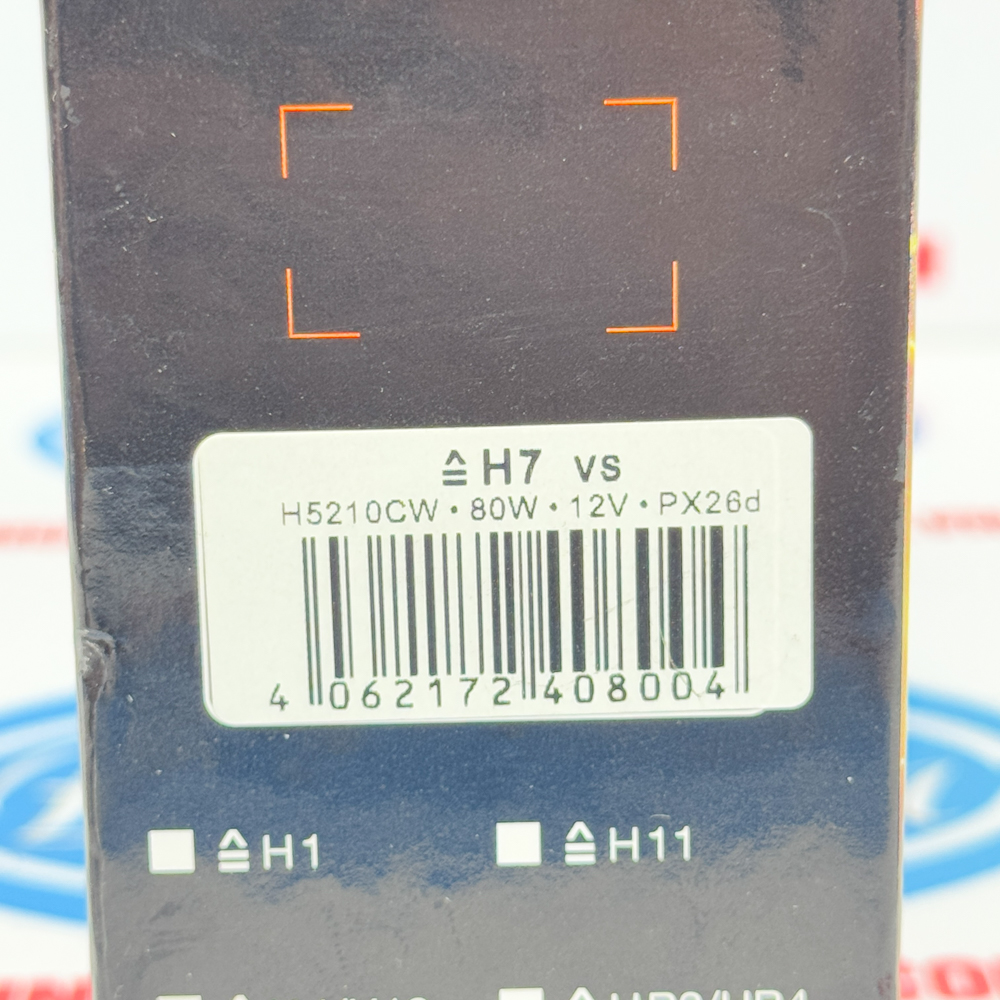 ≙ H7 VS
H5210CW • 80W • 12V • PX26d
4 062172 408004
≙ H1
≙ H11